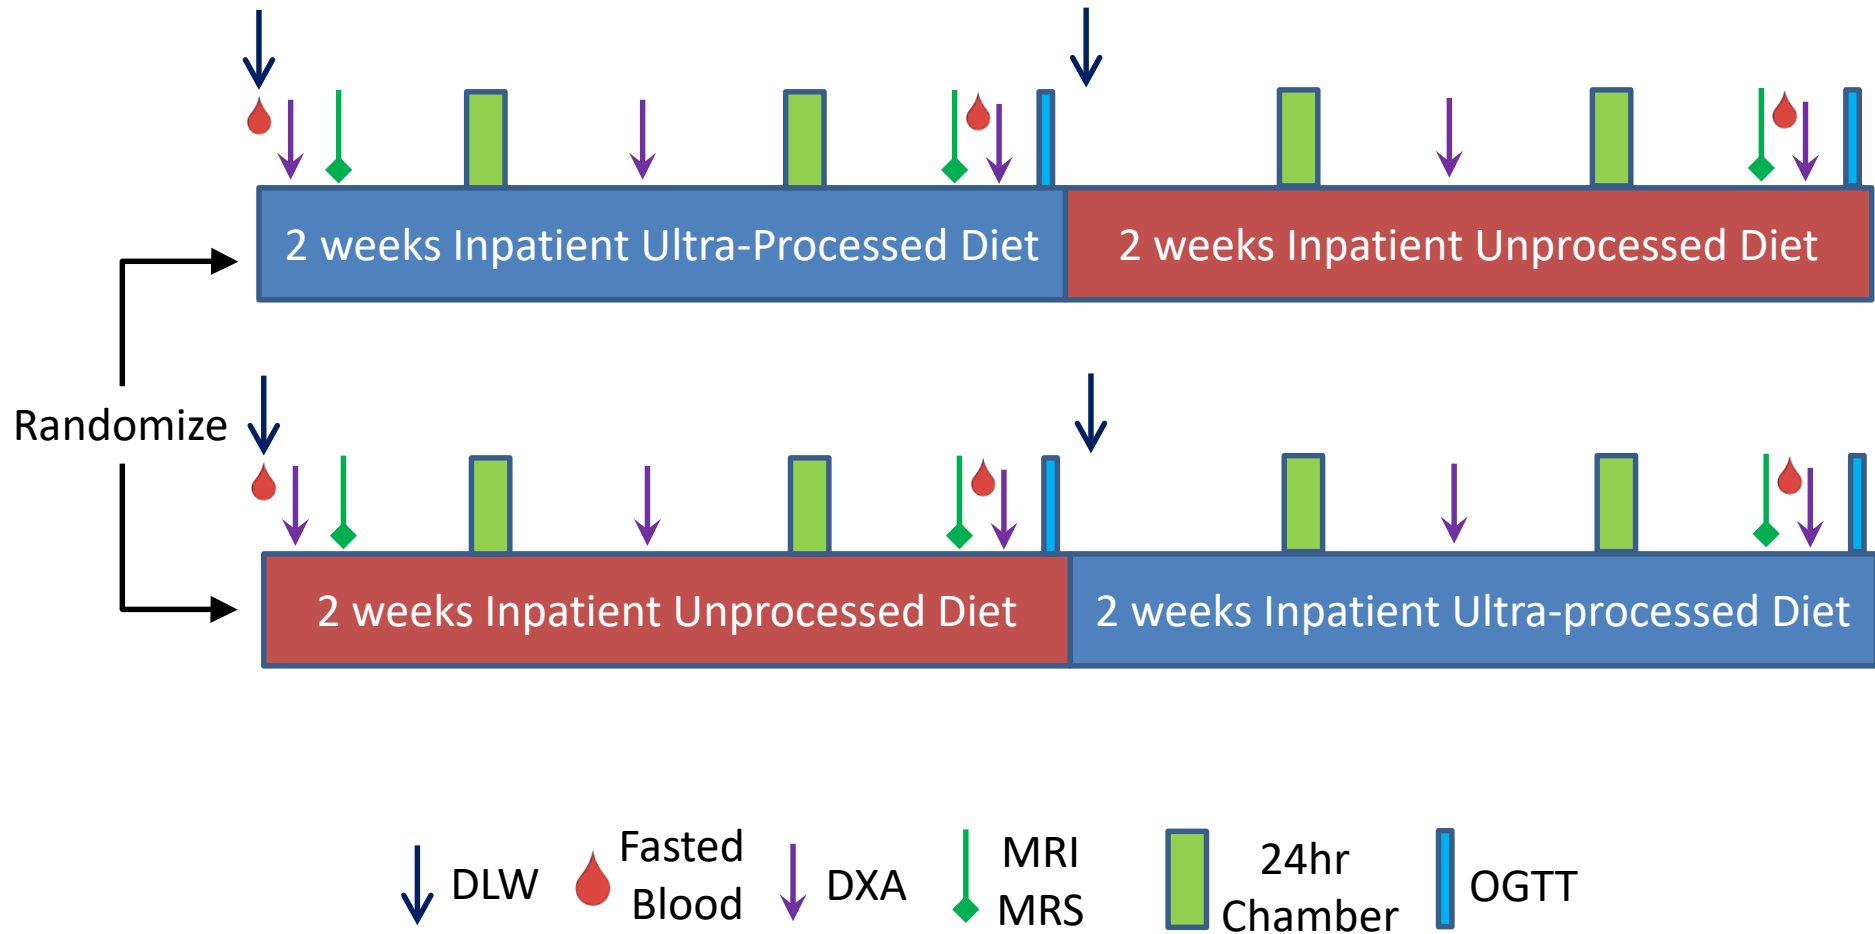 2 weeks Inpatient Ultra-Processed Diet
2 weeks Inpatient Unprocessed Diet
Randomize
2 weeks Inpatient Unprocessed Diet
2 weeks Inpatient Ultra-processed Diet
DLW
Fasted
Blood
DXA
MRI
MRS
24hr
Chamber
OGTT